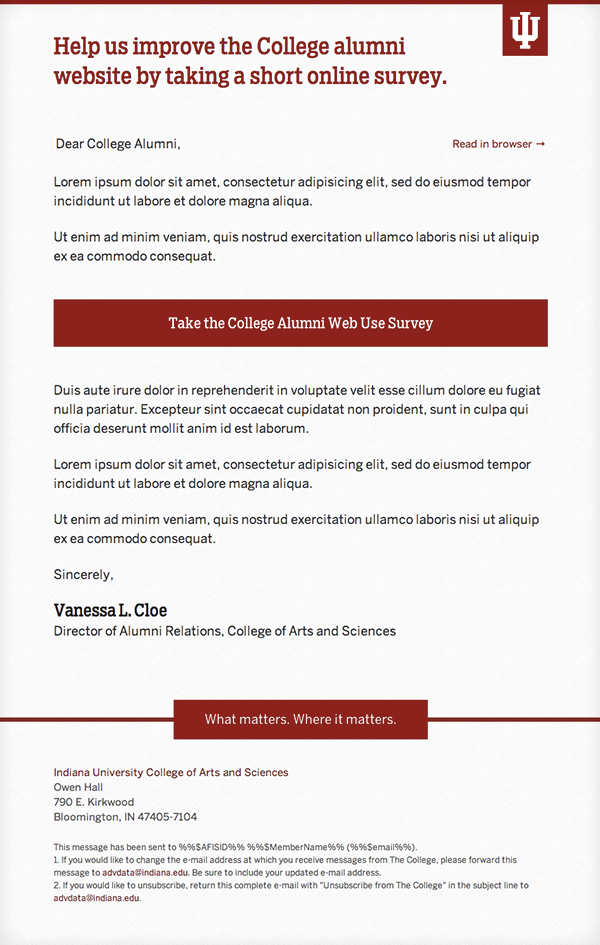 Help us improve the College alumni
website by taking a short online survey.
Dear College Alumni,
Read in browser →
Lorem ipsum dolor sit amet, consectetur adipisicing elit, sed do eiusmod tempor
incididunt ut labore et dolore magna aliqua.
Ut enim ad minim veniam, quis nostrud exercitation ullamco laboris nisi ut aliquip
ex ea commodo consequat.
Take the College Alumni Web Use Survey
Duis aute irure dolor in reprehenderit in voluptate velit esse cillum dolore eu fugiat
nulla pariatur. Excepteur sint occaecat cupidatat non proident, sunt in culpa qui
officia deserunt mollit anim id est laborum.
Lorem ipsum dolor sit amet, consectetur adipisicing elit, sed do eiusmod tempor
incididunt ut labore et dolore magna aliqua.
Ut enim ad minim veniam, quis nostrud exercitation ullamco laboris nisi ut aliquip
ex ea commodo consequat.
Sincerely,
Vanessa L. Cloe
Director of Alumni Relations, College of Arts and Sciences
What matters. Where it matters.
Indiana University College of Arts and Sciences
Owen Hall
790 E. Kirkwood
Bloomington, IN 47405-7104
This message has been sent to %%$AFISID%% %%$MemberName%% (%%$email%%).
1. If you would like to change the e-mail address at which you receive messages from The College, please forward this
message to advdata@indiana.edu. Be sure to include your updated e-mail address.
2. If you would like to unsubscribe, return this complete e-mail with "Unsubscribe from The College" in the subject line to
advdata@indiana.edu.